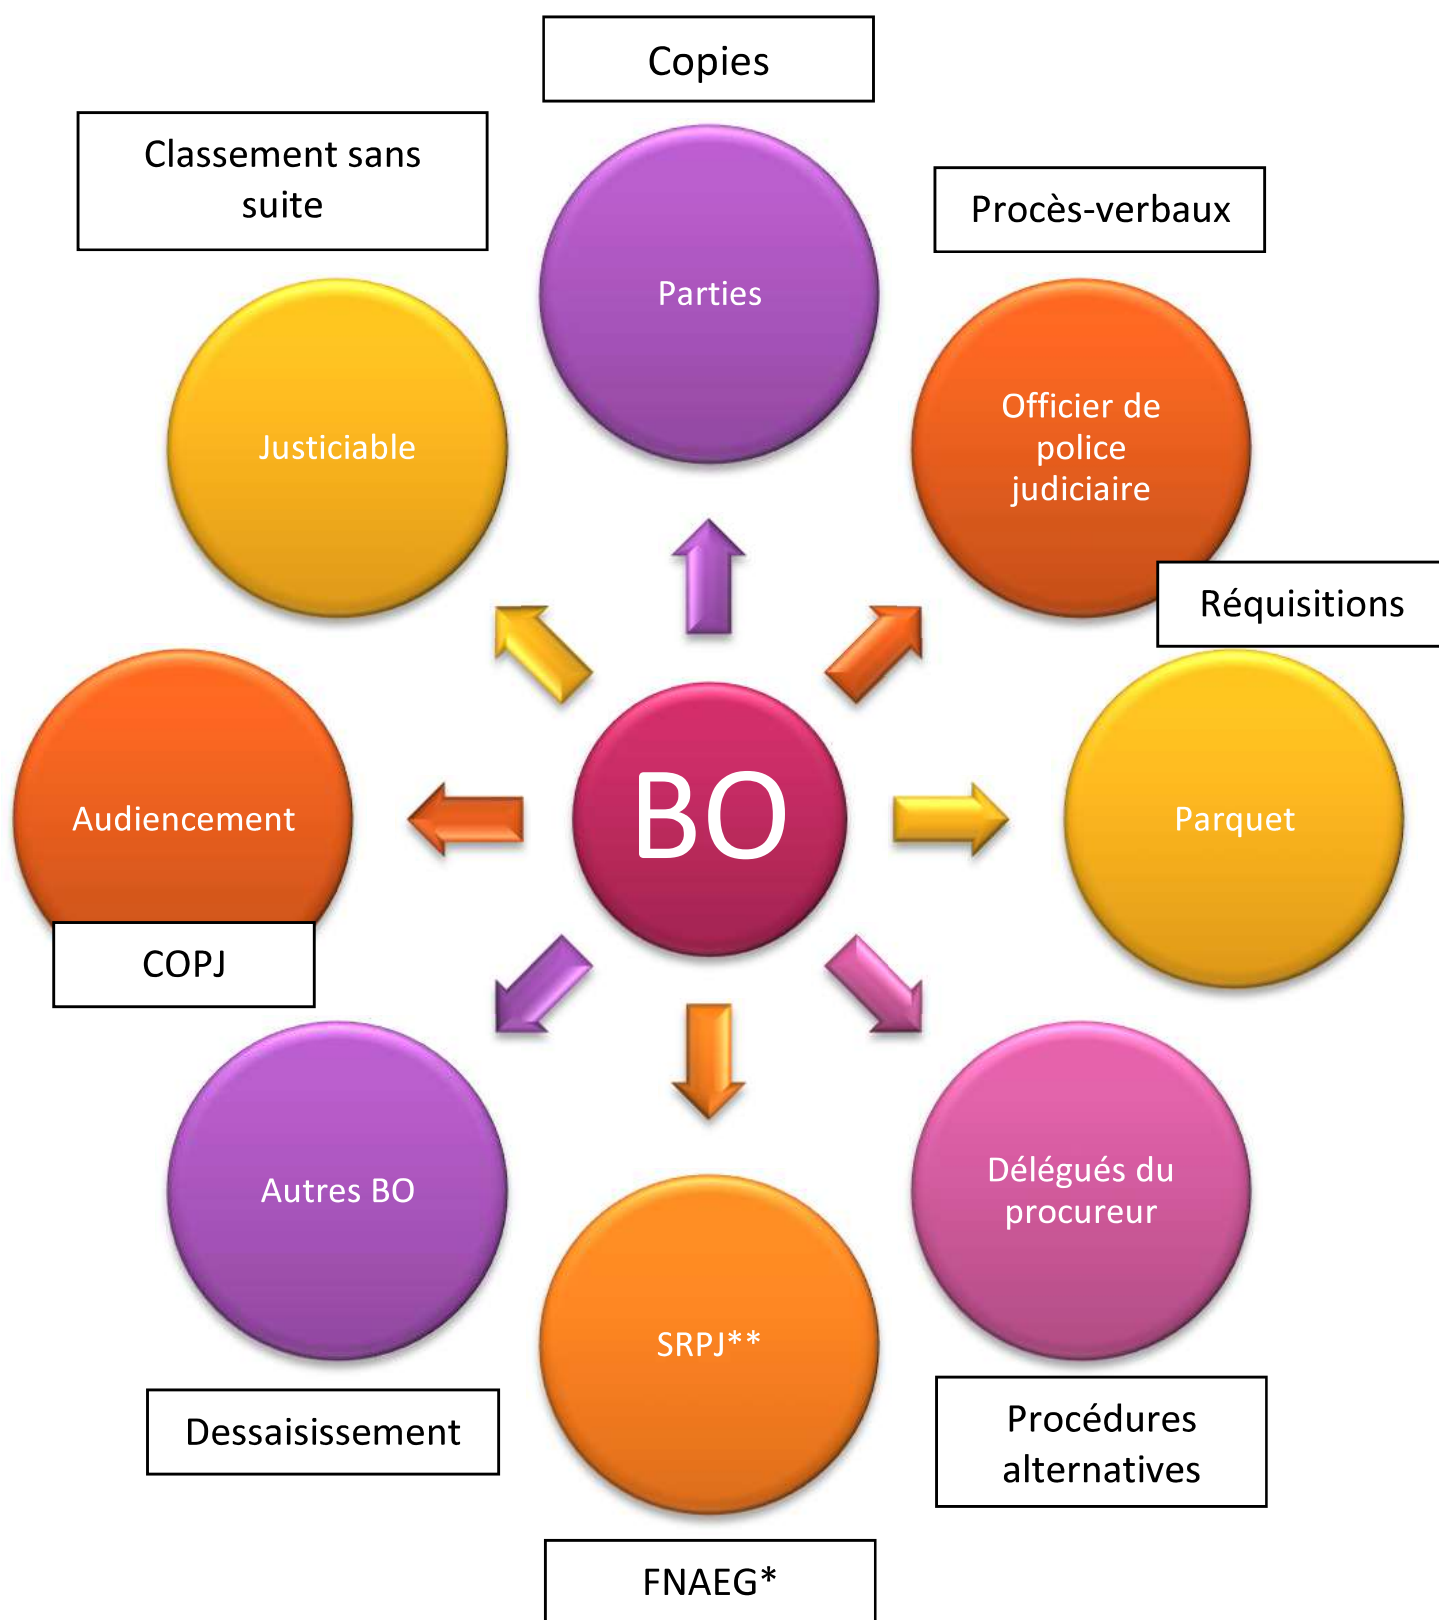 Copies
Classement sans
suite
Procès-verbaux
Parties
Justiciable
Officier de
police
judiciaire
Réquisitions
Audiencement
BO
Parquet
COPJ
Autres BO
Délégués du
procureur
SRPJ**
Dessaisissement
Procédures
alternatives
FNAEG*